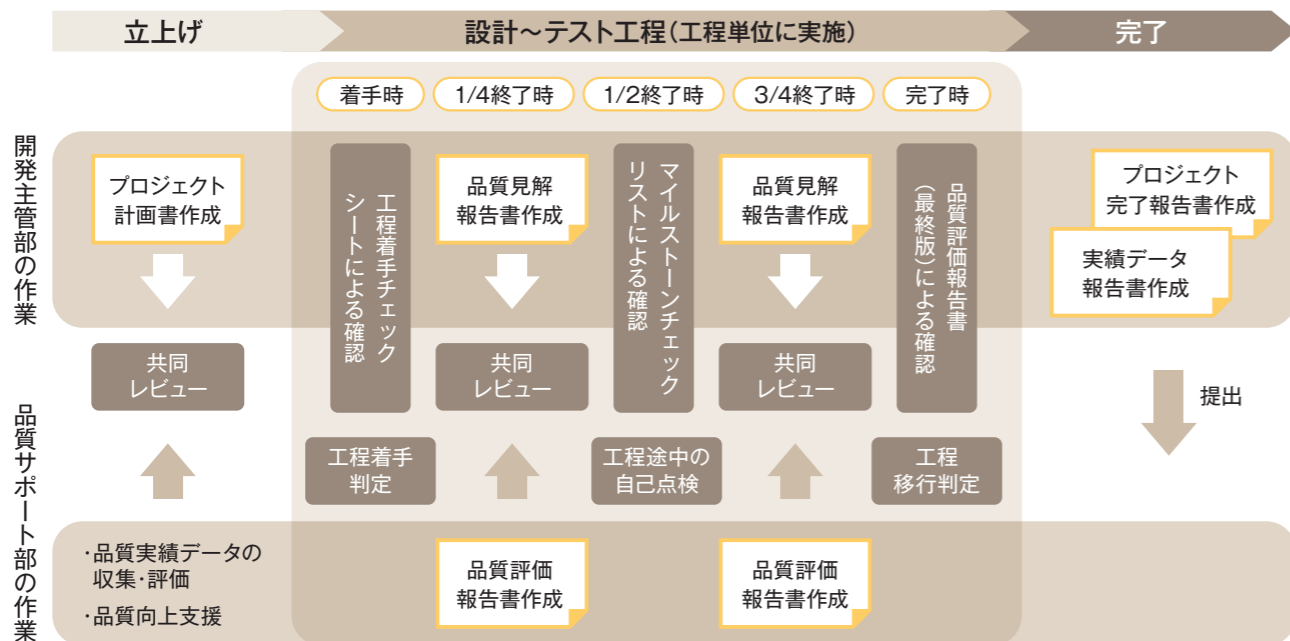 立上げ
設計～テスト工程(工程単位に実施)
完了
着手時
1/4終了時
1/2終了時
3/4終了時
完了時
開発主管部の作業
プロジェクト
計画書作成
工程着手チェック
シートによる確認
品質見解
報告書作成
マイルストーンチェック
リストによる確認
品質見解
報告書作成
品質評価報告書
(最終版)による確認
プロジェクト
完了報告書作成
実績データ
報告書作成
共同
レビュー
共同
レビュー
共同
レビュー
提出
品質サポート部の作業
工程着手
判定
工程途中の
自己点検
工程
移行判定
・品質実績データの
収集・評価
・品質向上支援
品質評価
報告書作成
品質評価
報告書作成